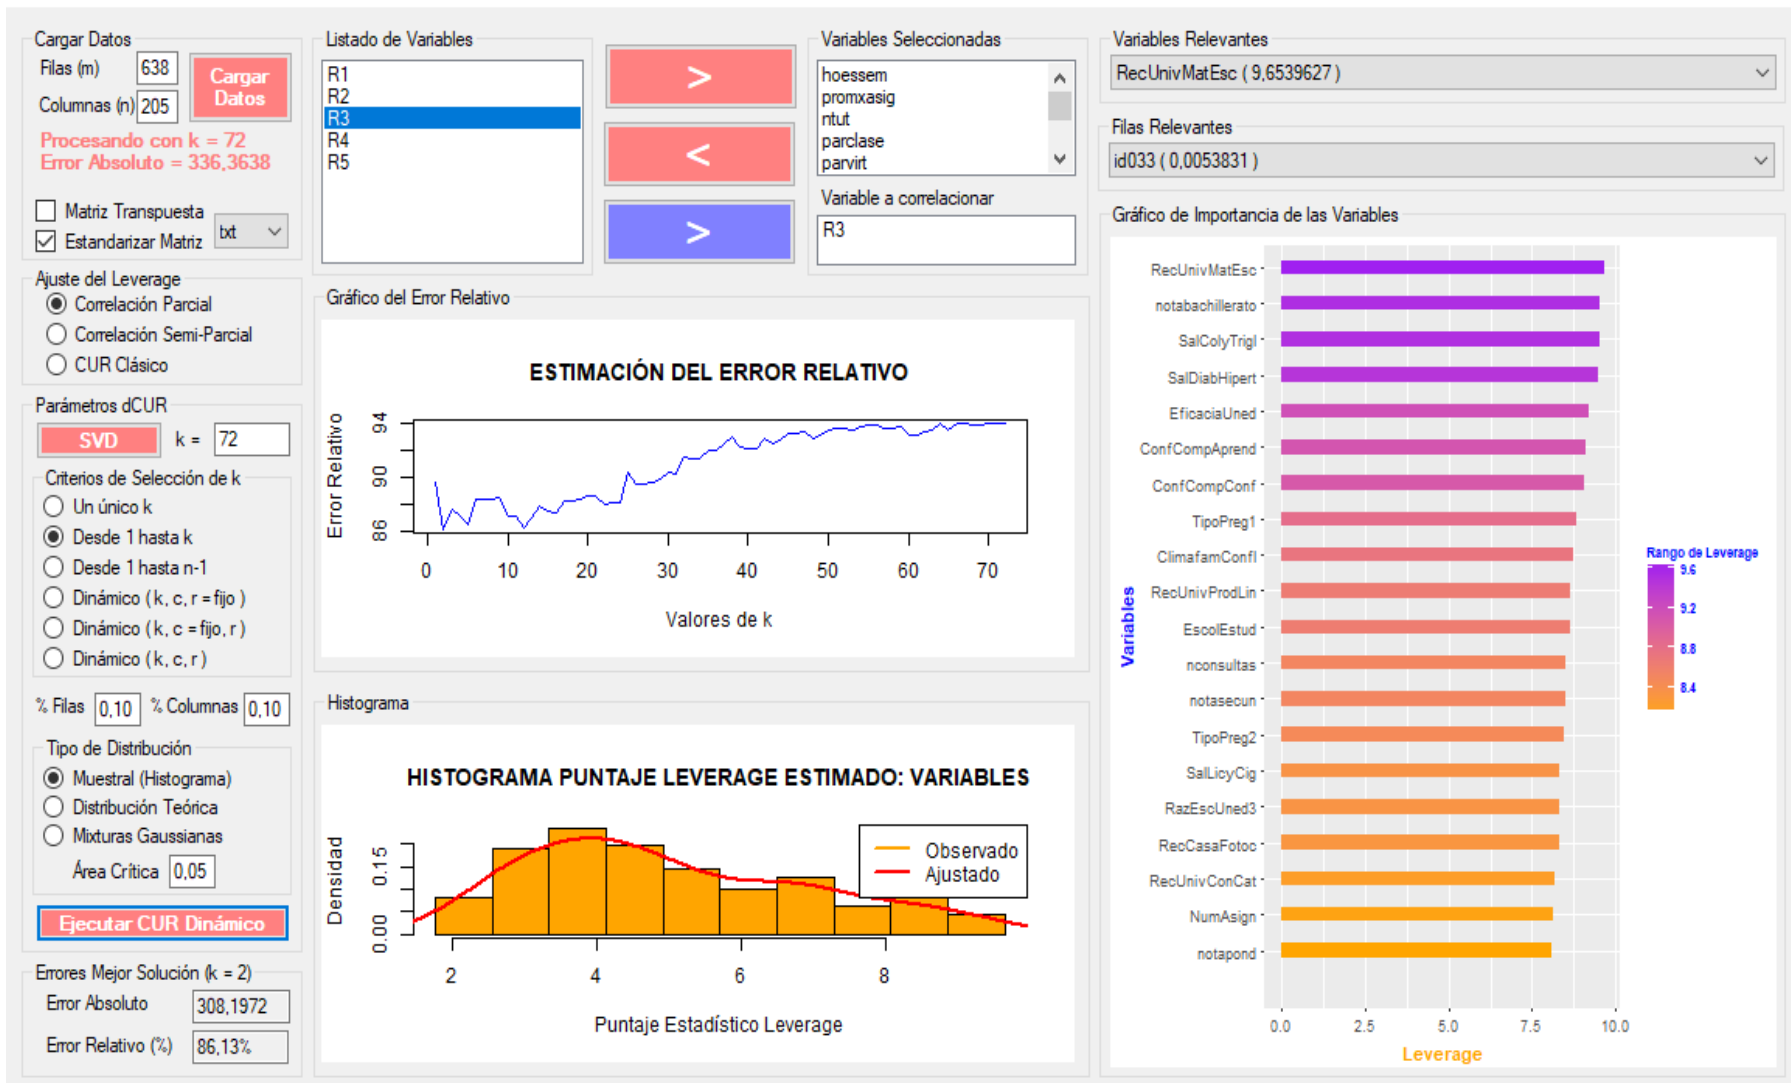 Cargar Datos
Filas (m) 638
Columnas (n) 205
Cargar
Datos
Procesando con k = 72
Error Absoluto = 336,3638
Matriz Transpuesta
Estandarizar Matriz
txt
Ajuste del Leverage
Correlación Parcial
Correlación Semi-Parcial
CUR Clásico
Parámetros dCUR
SVD k = 72
Criterios de Selección de k
Un único k
Desde 1 hasta k
Desde 1 hasta n-1
Dinámico ( k, c, r = fijo )
Dinámico ( k, c = fijo, r )
Dinámico ( k, c, r )
% Filas 0,10 % Columnas 0,10
Tipo de Distribución
Muestral (Histograma)
Distribución Teórica
Mixturas Gaussianas
Área Crítica 0,05
Ejecutar CUR Dinámico
Errores Mejor Solución (k = 2)
Error Absoluto 308,1972
Error Relativo (%) 86,13%
Listado de Variables
R1
R2
R3
R4
R5
>
<
>
Variables Seleccionadas
hoessem
promxasig
ntut
parclase
parvirt
Variable a correlacionar
R3
Gráfico del Error Relativo
ESTIMACIÓN DEL ERROR RELATIVO
Error Relativo
94
90
86
0 10 20 30 40 50 60 70
Valores de k
Histograma
HISTOGRAMA PUNTAJE LEVERAGE ESTIMADO: VARIABLES
Densidad
0.15
0.00
Observado
Ajustado
2 4 6 8
Puntaje Estadístico Leverage
Variables Relevantes
RecUnivMatEsc ( 9,6539627 )
Filas Relevantes
id033 ( 0,0053831 )
Gráfico de Importancia de las Variables
Variables
RecUnivMatEsc
notabachillerato
SalColyTrigl
SalDiabHipert
EficaciaUned
ConfCompAprend
ConfCompConf
TipoPreg1
ClimafamConfl
RecUnivProdLin
EscolEstud
nconsultas
notasecun
TipoPreg2
SalLicyCig
RazEscUned3
RecCasaFotoc
RecUnivConCat
NumAsign
notapond
0.0 2.5 5.0 7.5 10.0
Leverage
Rango de Leverage
9.6
9.2
8.8
8.4